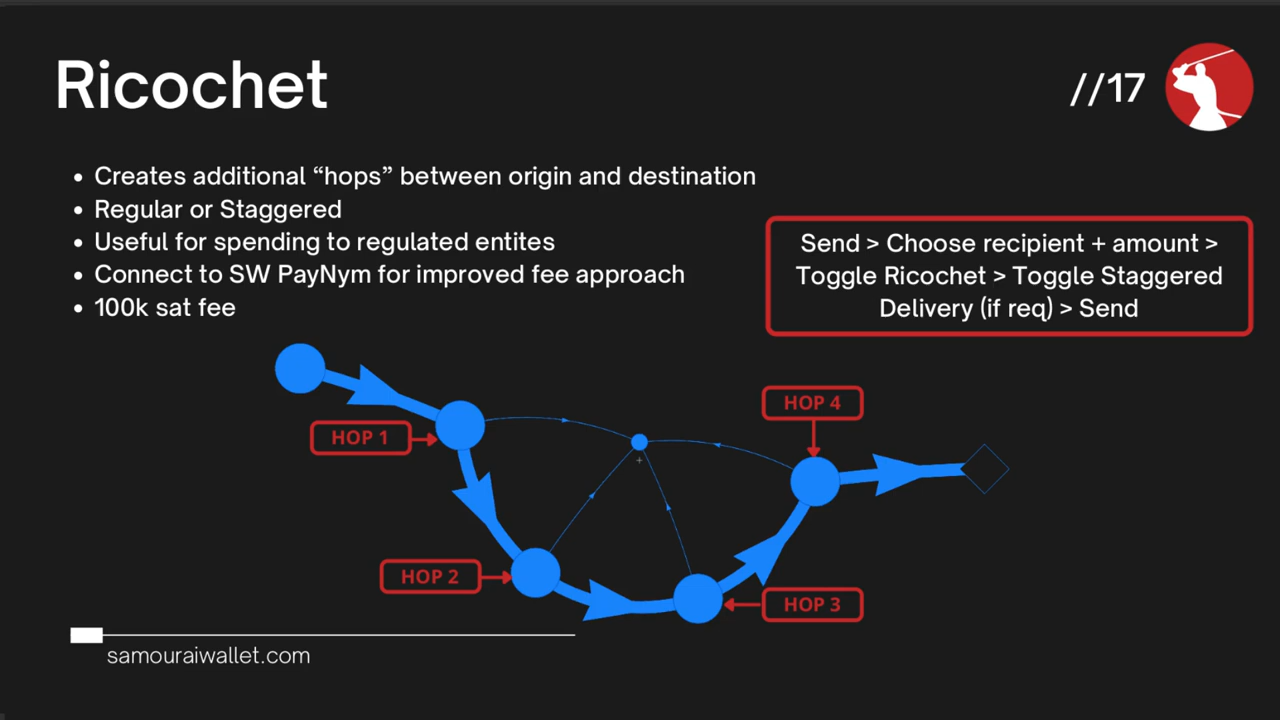 Ricochet
//17
• Creates additional “hops” between origin and destination
• Regular or Staggered
• Useful for spending to regulated entites
• Connect to SW PayNym for improved fee approach
• 100k sat fee
Send > Choose recipient + amount >
Toggle Ricochet > Toggle Staggered
Delivery (if req) > Send
HOP 4
HOP 1
HOP 2
HOP 3
samouraiwallet.com